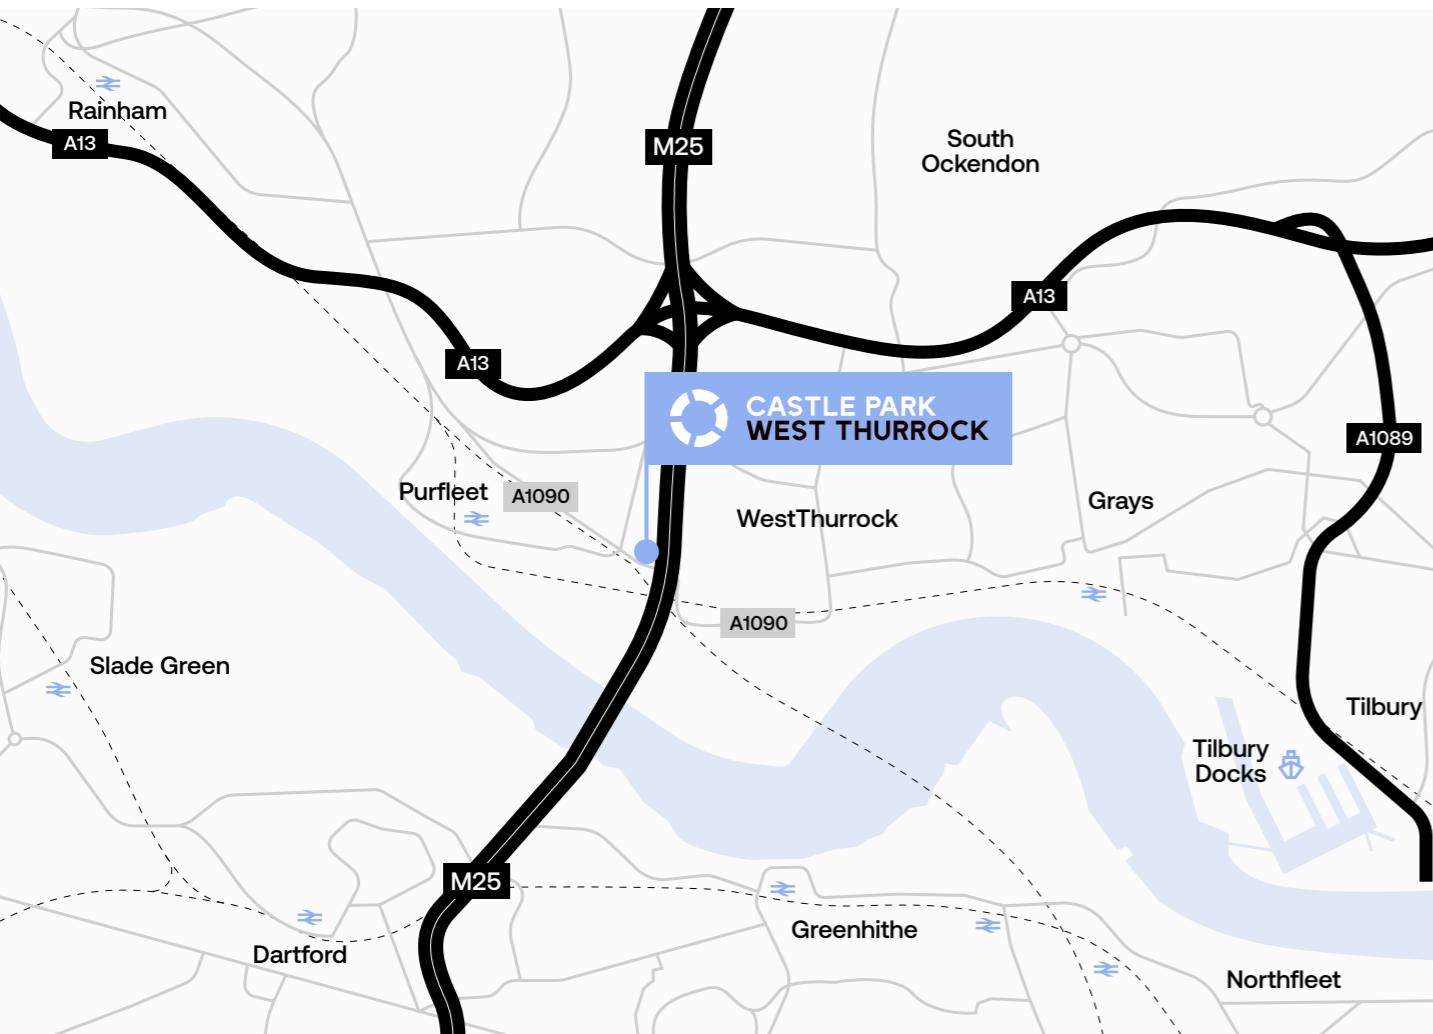 Rainham
A13
M25
South
Ockendon
A13
A13
CASTLE PARK
WEST THURROCK
A1089
Purfleet
A1090
WestThurrock
Grays
A1090
Slade Green
Tilbury
Tilbury
Docks
M25
Greenhithe
Dartford
Northfleet